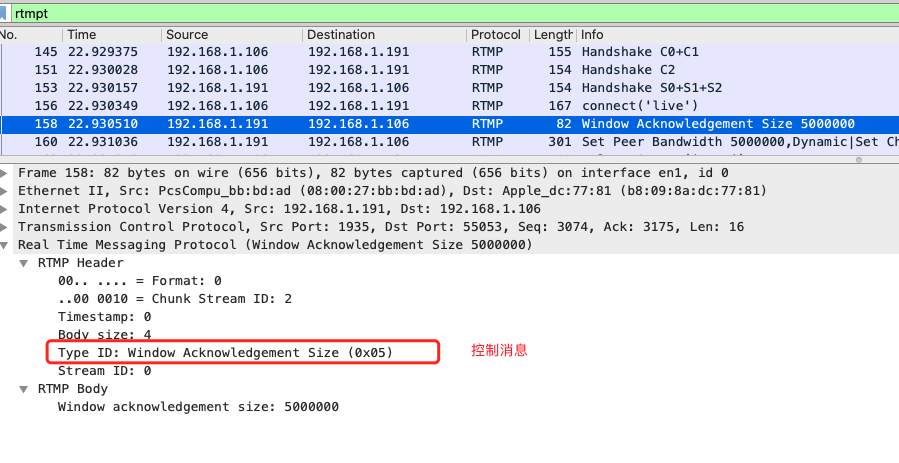 rtmpt
No. Time Source Destination Protocol Length Info
145 22.929375 192.168.1.106 192.168.1.191 RTMP 155 Handshake C0+C1
151 22.930028 192.168.1.106 192.168.1.191 RTMP 154 Handshake C2
153 22.930157 192.168.1.191 192.168.1.106 RTMP 154 Handshake S0+S1+S2
156 22.930349 192.168.1.106 192.168.1.191 RTMP 167 connect('live')
158 22.930510 192.168.1.191 192.168.1.106 RTMP 82 Window Acknowledgement Size 5000000
160 22.931036 192.168.1.191 192.168.1.106 RTMP 301 Set Peer Bandwidth 5000000,Dynamic|Set Ch
Frame 158: 82 bytes on wire (656 bits), 82 bytes captured (656 bits) on interface en1, id 0
Ethernet II, Src: PcsCompu_bb:bd:ad (08:00:27:bb:bd:ad), Dst: Apple_dc:77:81 (b8:09:8a:dc:77:81)
Internet Protocol Version 4, Src: 192.168.1.191, Dst: 192.168.1.106
Transmission Control Protocol, Src Port: 1935, Dst Port: 55053, Seq: 3074, Ack: 3175, Len: 16
Real Time Messaging Protocol (Window Acknowledgement Size 5000000)
RTMP Header
00.. .... = Format: 0
..00 0010 = Chunk Stream ID: 2
Timestamp: 0
Body size: 4
Type ID: Window Acknowledgement Size (0x05) 控制消息
Stream ID: 0
RTMP Body
Window acknowledgement size: 5000000